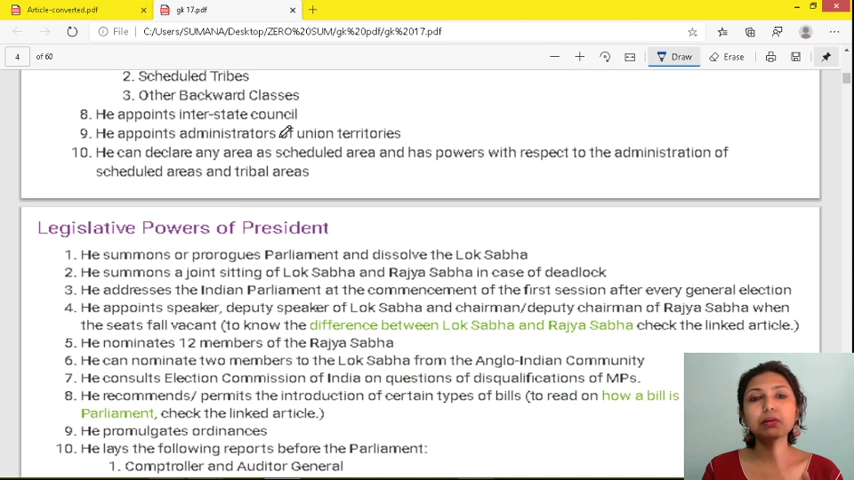 Article-converted.pdf
gk 17.pdf
File C:/Users/SUMANA/Desktop/ZERO%20SUM/gk%20pdf/gk%2017.pdf
4 of 60
Draw
Erase
2. Scheduled Tribes
3. Other Backward Classes
8. He appoints inter-state council
9. He appoints administrators of union territories
10. He can declare any area as scheduled area and has powers with respect to the administration of
scheduled areas and tribal areas
Legislative Powers of President
1. He summons or prorogues Parliament and dissolve the Lok Sabha
2. He summons a joint sitting of Lok Sabha and Rajya Sabha in case of deadlock
3. He addresses the Indian Parliament at the commencement of the first session after every general election
4. He appoints speaker, deputy speaker of Lok Sabha and chairman/deputy chairman of Rajya Sabha when
the seats fall vacant (to know the difference between Lok Sabha and Rajya Sabha check the linked article.)
5. He nominates 12 members of the Rajya Sabha
6. He can nominate two members to the Lok Sabha from the Anglo-Indian Community
7. He consults Election Commission of India on questions of disqualifications of MPs.
8. He recommends/ permits the introduction of certain types of bills (to read on how a bill is
Parliament, check the linked article.)
9. He promulgates ordinances
10. He lays the following reports before the Parliament:
1. Comptroller and Auditor General